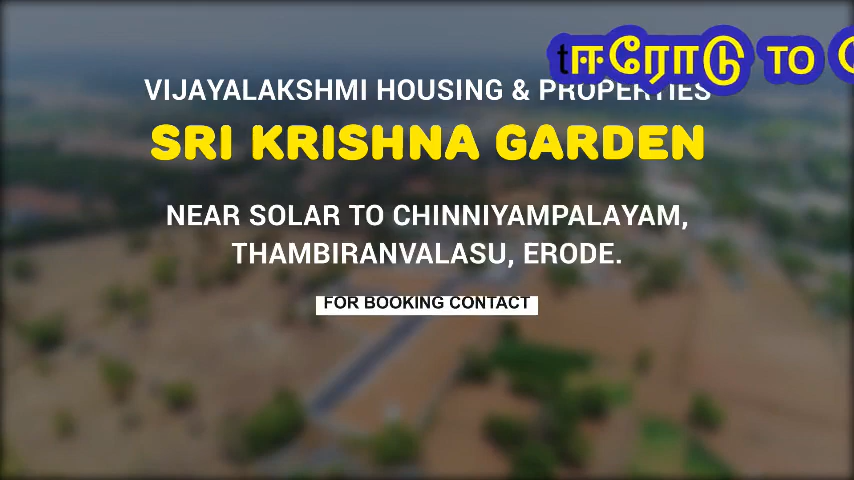 ஈரோடு TO
VIJAYALAKSHMI HOUSING & PROPERTIES
SRI KRISHNA GARDEN
NEAR SOLAR TO CHINNIYAMPALAYAM,
THAMBIRANVALASU, ERODE.
FOR BOOKING CONTACT